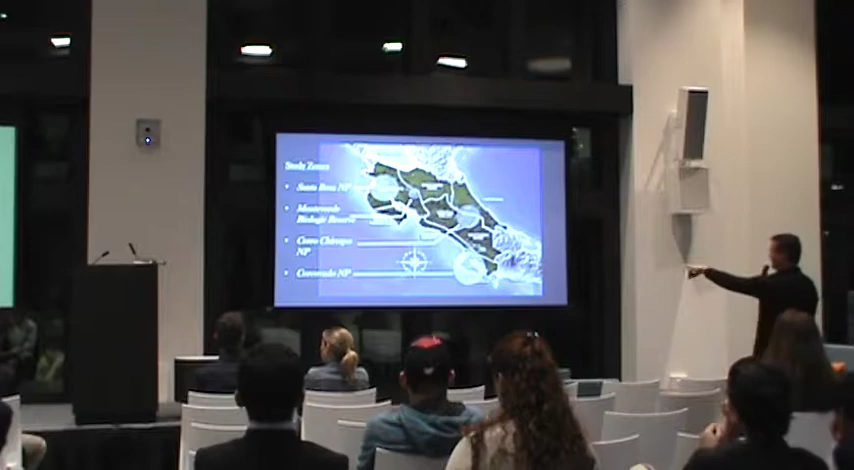 Study Zones
Santa Rosa NP
Monteverde
Biologic Reserve
Cerro Chirripo
NP
Corcovado NP